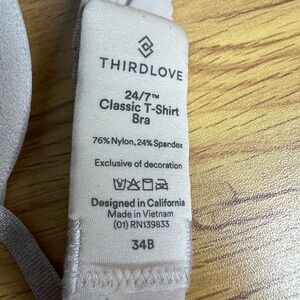 THIRDLOVE
24/7™
Classic T-Shirt
Bra
76% Nylon, 24% Spandex
Exclusive of decoration
Designed in California
Made in Vietnam
(01) RN139833
34B